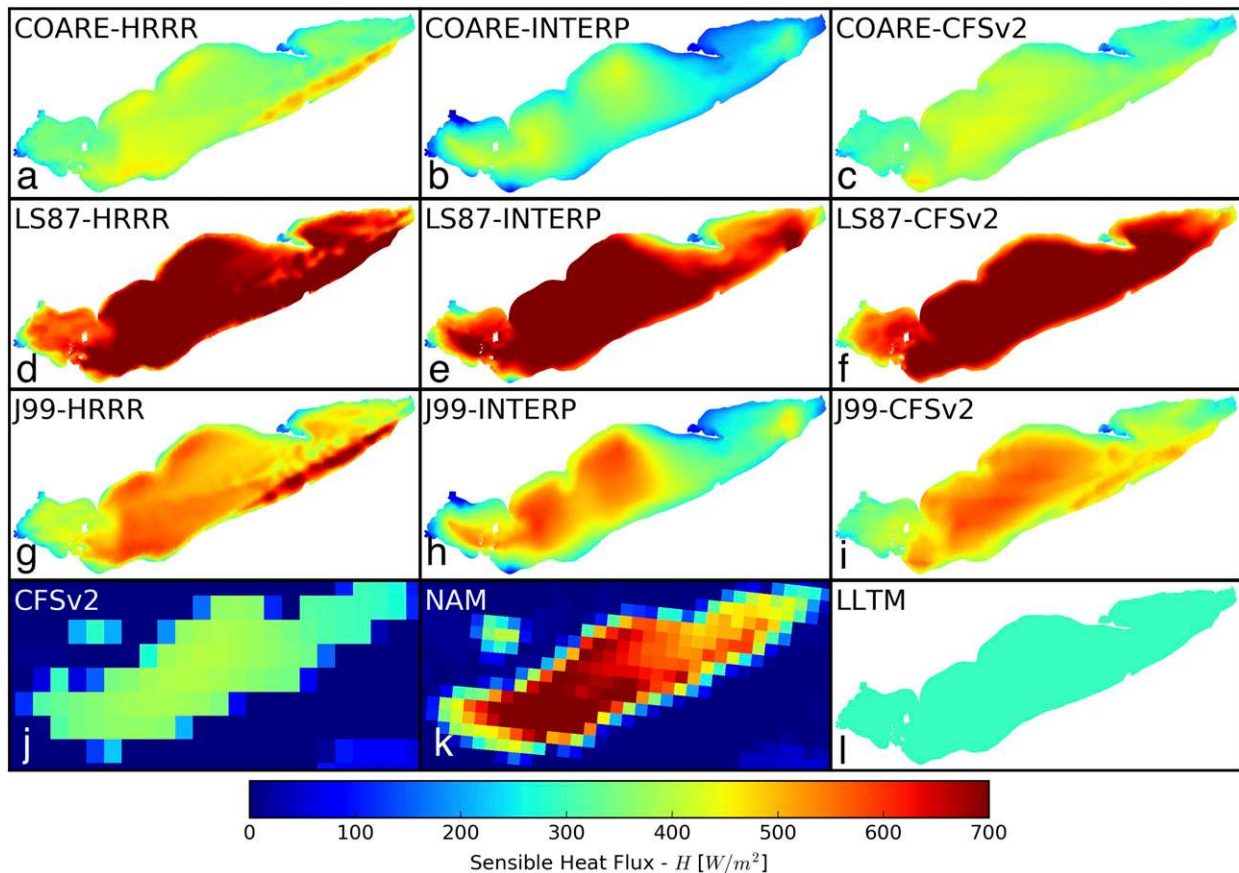 COARE-HRRR
a
COARE-INTERP
b
COARE-CFSv2
c
LS87-HRRR
d
LS87-INTERP
e
LS87-CFSv2
f
J99-HRRR
g
J99-INTERP
h
J99-CFSv2
i
CFSv2
j
NAM
k
LLTM
l
0 100 200 300 400 500 600 700
Sensible Heat Flux - H [W/m²]